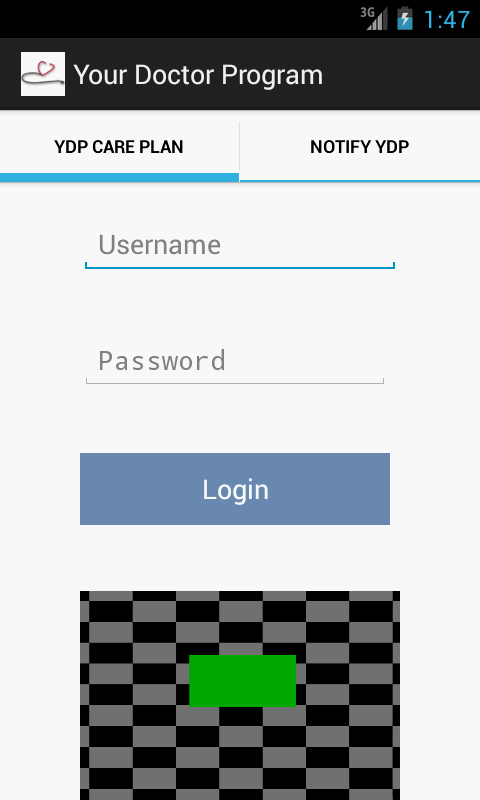 3G
1:47
Your Doctor Program
YDP CARE PLAN
NOTIFY YDP
Username
Password
Login